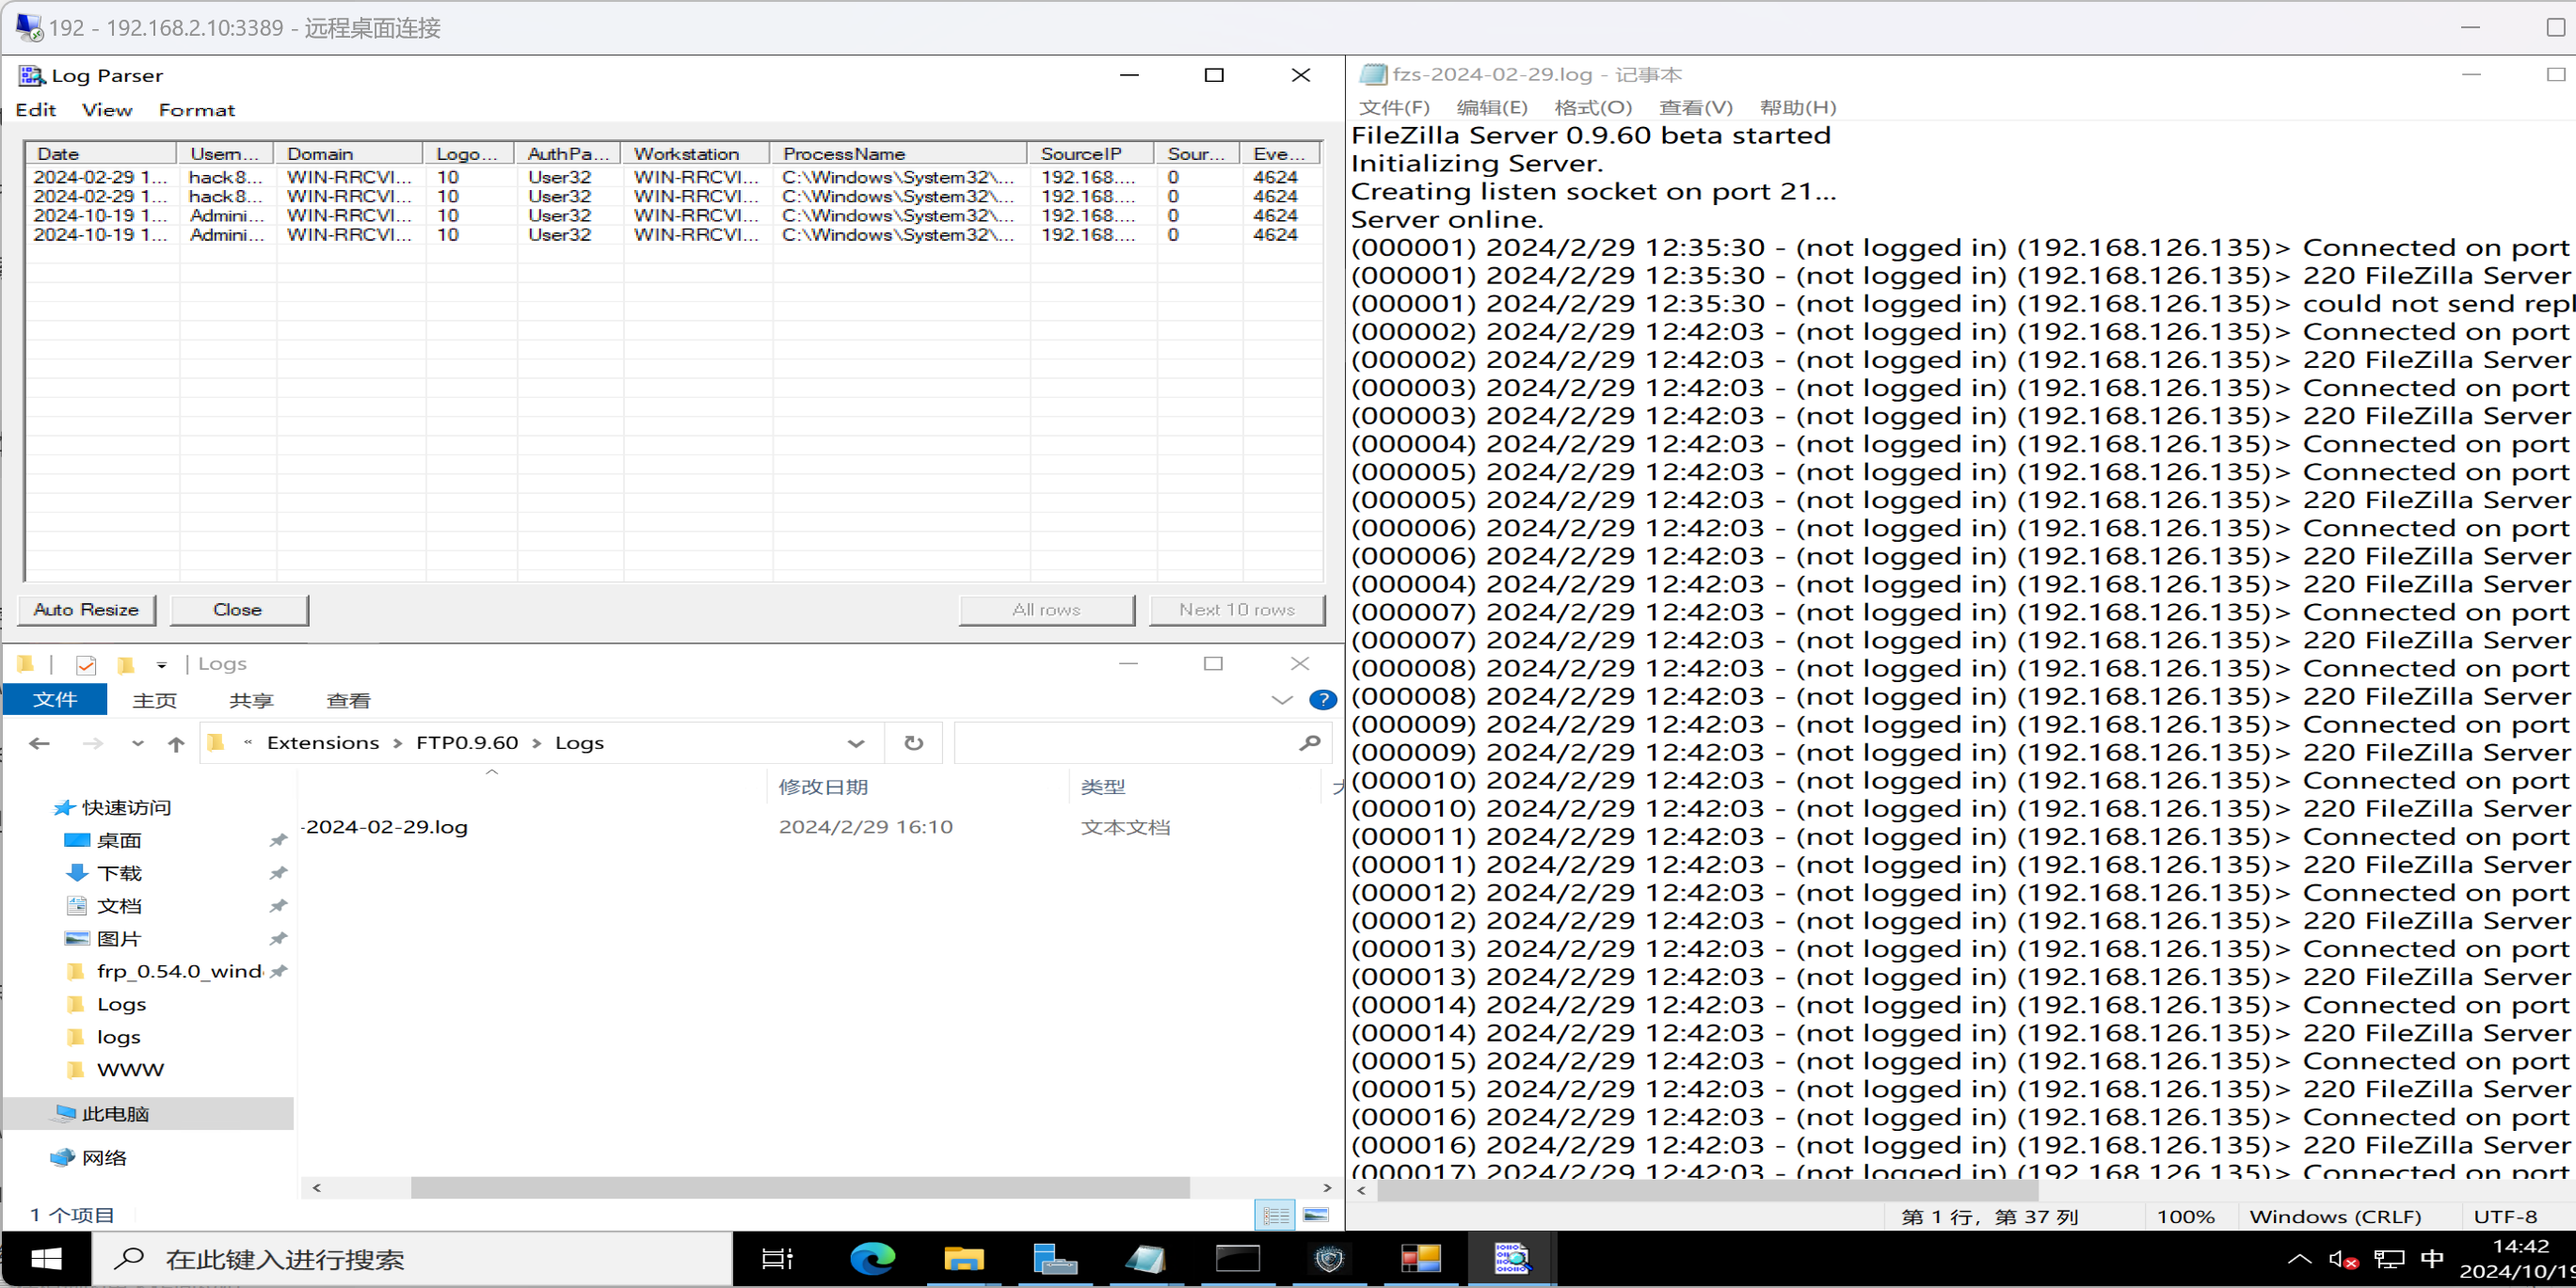 192 - 192.168.2.10:3389 - 远程桌面连接
Log Parser
Edit View Format
Date Usern... Domain Logo... AuthPa... Workstation ProcessName SourceIP Sour... Eve...
2024-02-29 1... hack8... WIN-RRCVI... 10 User32 WIN-RRCVI... C:\Windows\System32\... 192.168.... 0 4624
2024-02-29 1... hack8... WIN-RRCVI... 10 User32 WIN-RRCVI... C:\Windows\System32\... 192.168.... 0 4624
2024-10-19 1... Admini... WIN-RRCVI... 10 User32 WIN-RRCVI... C:\Windows\System32\... 192.168.... 0 4624
2024-10-19 1... Admini... WIN-RRCVI... 10 User32 WIN-RRCVI... C:\Windows\System32\... 192.168.... 0 4624
Auto Resize Close All rows Next 10 rows
Logs
文件 主页 共享 查看
« Extensions > FTP0.9.60 > Logs
修改日期 类型
-2024-02-29.log 2024/2/29 16:10 文本文档
快速访问
桌面
下载
文档
图片
frp_0.54.0_wind
Logs
logs
WWW
此电脑
网络
1 个项目
fzs-2024-02-29.log - 记事本
文件(F) 编辑(E) 格式(O) 查看(V) 帮助(H)
FileZilla Server 0.9.60 beta started
Initializing Server.
Creating listen socket on port 21...
Server online.
(000001) 2024/2/29 12:35:30 - (not logged in) (192.168.126.135)> Connected on port
(000001) 2024/2/29 12:35:30 - (not logged in) (192.168.126.135)> 220 FileZilla Server
(000001) 2024/2/29 12:35:30 - (not logged in) (192.168.126.135)> could not send repl
(000002) 2024/2/29 12:42:03 - (not logged in) (192.168.126.135)> Connected on port
(000002) 2024/2/29 12:42:03 - (not logged in) (192.168.126.135)> 220 FileZilla Server
(000003) 2024/2/29 12:42:03 - (not logged in) (192.168.126.135)> Connected on port
(000003) 2024/2/29 12:42:03 - (not logged in) (192.168.126.135)> 220 FileZilla Server
(000004) 2024/2/29 12:42:03 - (not logged in) (192.168.126.135)> Connected on port
(000005) 2024/2/29 12:42:03 - (not logged in) (192.168.126.135)> Connected on port
(000005) 2024/2/29 12:42:03 - (not logged in) (192.168.126.135)> 220 FileZilla Server
(000006) 2024/2/29 12:42:03 - (not logged in) (192.168.126.135)> Connected on port
(000006) 2024/2/29 12:42:03 - (not logged in) (192.168.126.135)> 220 FileZilla Server
(000004) 2024/2/29 12:42:03 - (not logged in) (192.168.126.135)> 220 FileZilla Server
(000007) 2024/2/29 12:42:03 - (not logged in) (192.168.126.135)> Connected on port
(000007) 2024/2/29 12:42:03 - (not logged in) (192.168.126.135)> 220 FileZilla Server
(000008) 2024/2/29 12:42:03 - (not logged in) (192.168.126.135)> Connected on port
(000008) 2024/2/29 12:42:03 - (not logged in) (192.168.126.135)> 220 FileZilla Server
(000009) 2024/2/29 12:42:03 - (not logged in) (192.168.126.135)> Connected on port
(000009) 2024/2/29 12:42:03 - (not logged in) (192.168.126.135)> 220 FileZilla Server
(000010) 2024/2/29 12:42:03 - (not logged in) (192.168.126.135)> Connected on port
(000010) 2024/2/29 12:42:03 - (not logged in) (192.168.126.135)> 220 FileZilla Server
(000011) 2024/2/29 12:42:03 - (not logged in) (192.168.126.135)> Connected on port
(000011) 2024/2/29 12:42:03 - (not logged in) (192.168.126.135)> 220 FileZilla Server
(000012) 2024/2/29 12:42:03 - (not logged in) (192.168.126.135)> Connected on port
(000012) 2024/2/29 12:42:03 - (not logged in) (192.168.126.135)> 220 FileZilla Server
(000013) 2024/2/29 12:42:03 - (not logged in) (192.168.126.135)> Connected on port
(000013) 2024/2/29 12:42:03 - (not logged in) (192.168.126.135)> 220 FileZilla Server
(000014) 2024/2/29 12:42:03 - (not logged in) (192.168.126.135)> Connected on port
(000014) 2024/2/29 12:42:03 - (not logged in) (192.168.126.135)> 220 FileZilla Server
(000015) 2024/2/29 12:42:03 - (not logged in) (192.168.126.135)> Connected on port
(000015) 2024/2/29 12:42:03 - (not logged in) (192.168.126.135)> 220 FileZilla Server
(000016) 2024/2/29 12:42:03 - (not logged in) (192.168.126.135)> Connected on port
(000016) 2024/2/29 12:42:03 - (not logged in) (192.168.126.135)> 220 FileZilla Server
(000017) 2024/2/29 12:42:03 - (not logged in) (192.168.126.135)> Connected on port
第 1 行，第 37 列 100% Windows (CRLF) UTF-8
在此键入进行搜索
中
14:42
2024/10/19